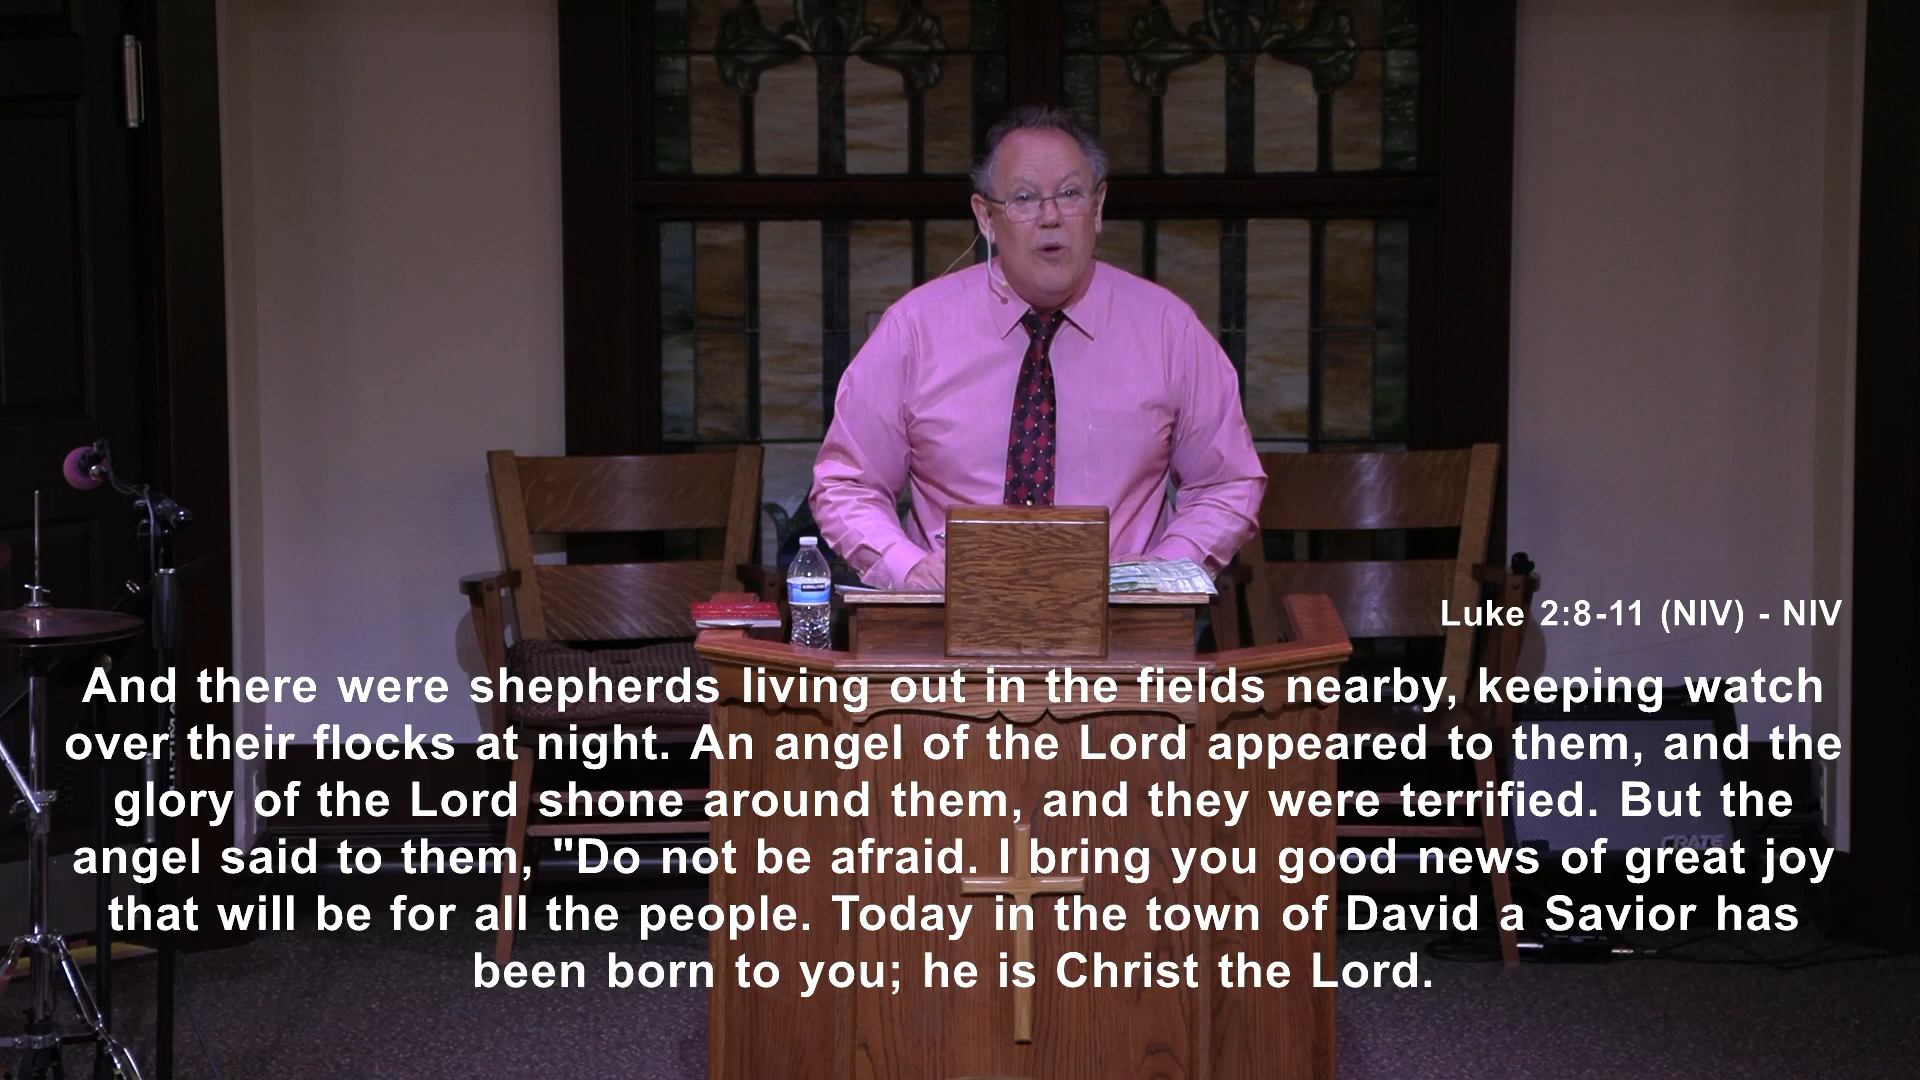 Luke 2:8-11 (NIV) - NIV
And there were shepherds living out in the fields nearby, keeping watch
over their flocks at night. An angel of the Lord appeared to them, and the
glory of the Lord shone around them, and they were terrified. But the
angel said to them, "Do not be afraid. I bring you good news of great joy
that will be for all the people. Today in the town of David a Savior has
been born to you; he is Christ the Lord.
CRATE